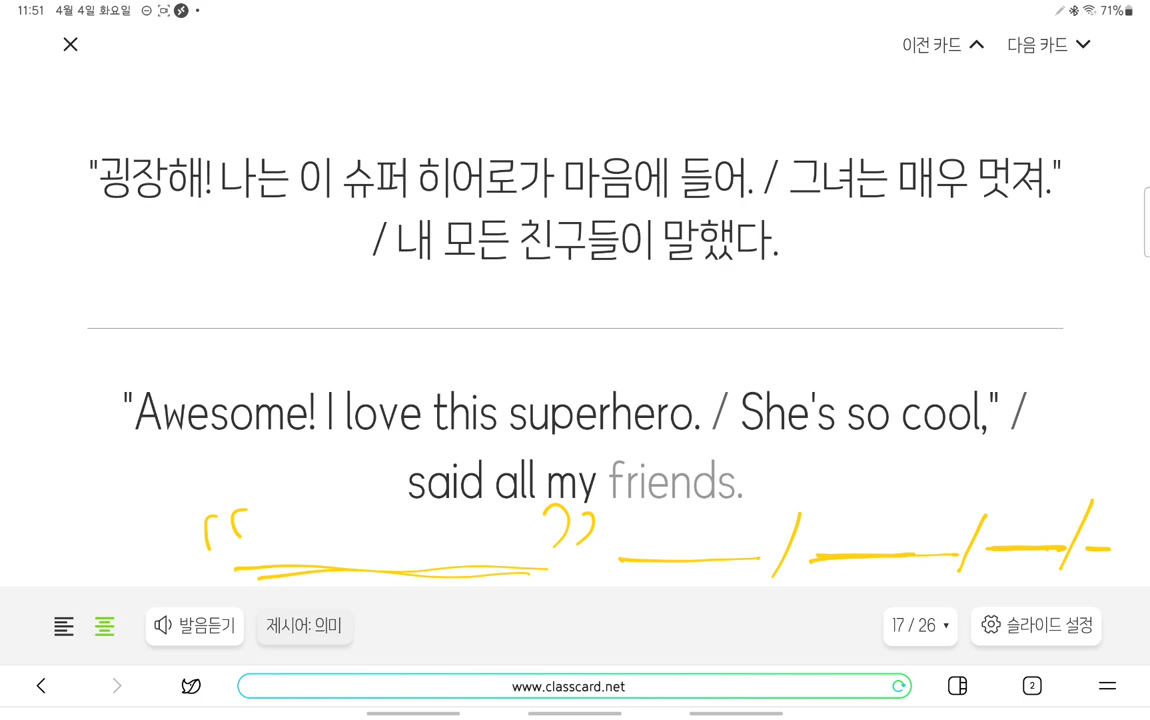 11:51 4월 4일 화요일 71%
이전 카드 다음 카드
"굉장해! 나는 이 슈퍼 히어로가 마음에 들어. / 그녀는 매우 멋져."
/ 내 모든 친구들이 말했다.
"Awesome! I love this superhero. / She's so cool," /
said all my friends.
“ ” / / /
발음듣기 제시어: 의미 17 / 26 슬라이드 설정
www.classcard.net 2